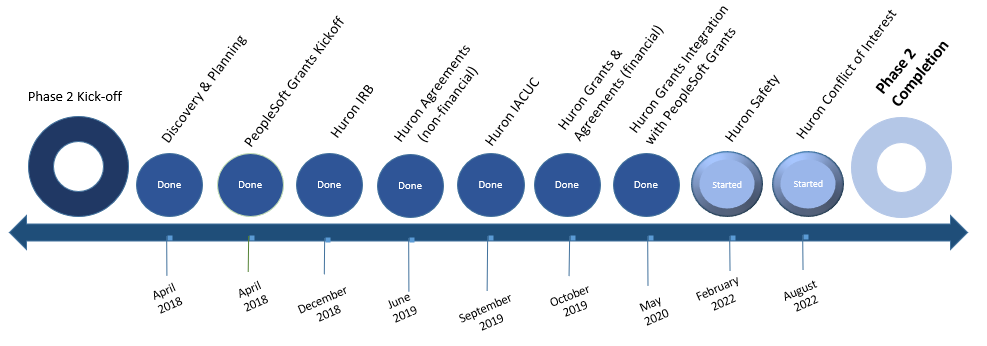 Phase 2 Kick-off
Discovery & Planning
PeopleSoft Grants Kickoff
Huron IRB
Huron Agreements
(non-financial)
Huron IACUC
Huron Grants &
Agreements (financial)
Huron Grants Integration
with PeopleSoft Grants
Huron Safety
Huron Conflict of Interest
Phase 2
Completion
Done
Done
Done
Done
Done
Done
Done
Started
Started
April
2018
April
2018
December
2018
June
2019
September
2019
October
2019
May
2020
February
2022
August
2022